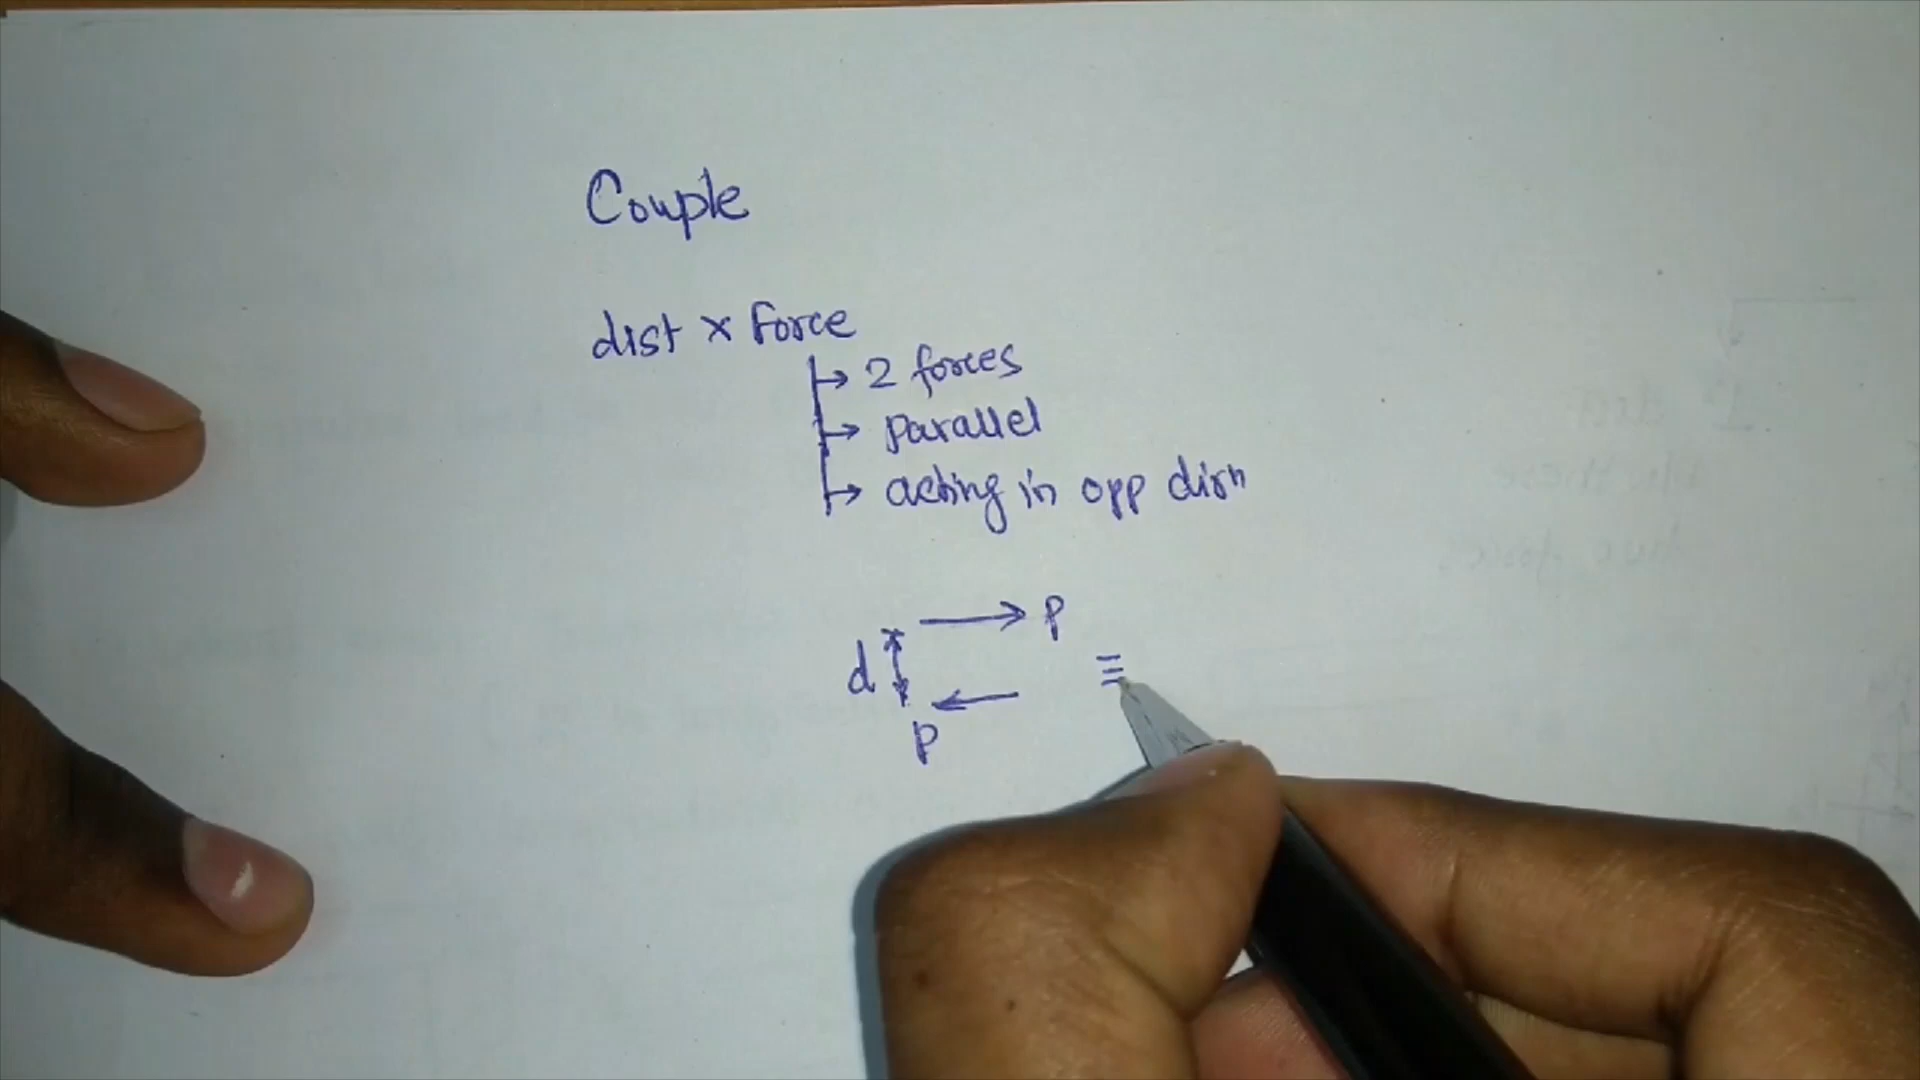 Couple
dist × Force
→ 2 forces
→ parallel
→ acting in opp dirn
→ P
d
←
P
≡